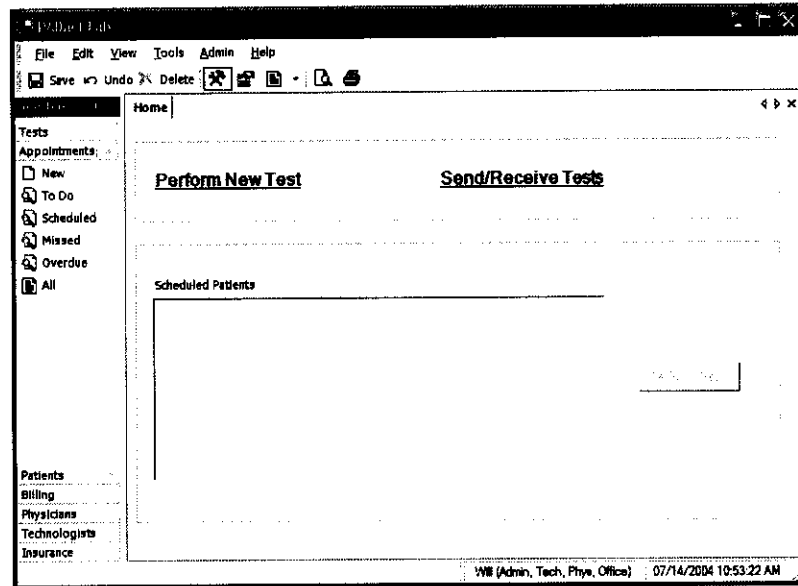 File Edit View Tools Admin Help
Save Undo Delete
Home
Tests
Appointments
New
To Do
Scheduled
Missed
Overdue
All
Perform New Test Send/Receive Tests
Scheduled Patients
Patients
Billing
Physicians
Technologists
Insurance
Will (Admin, Tech, Phys, Office) 07/14/2004 10:53:22 AM